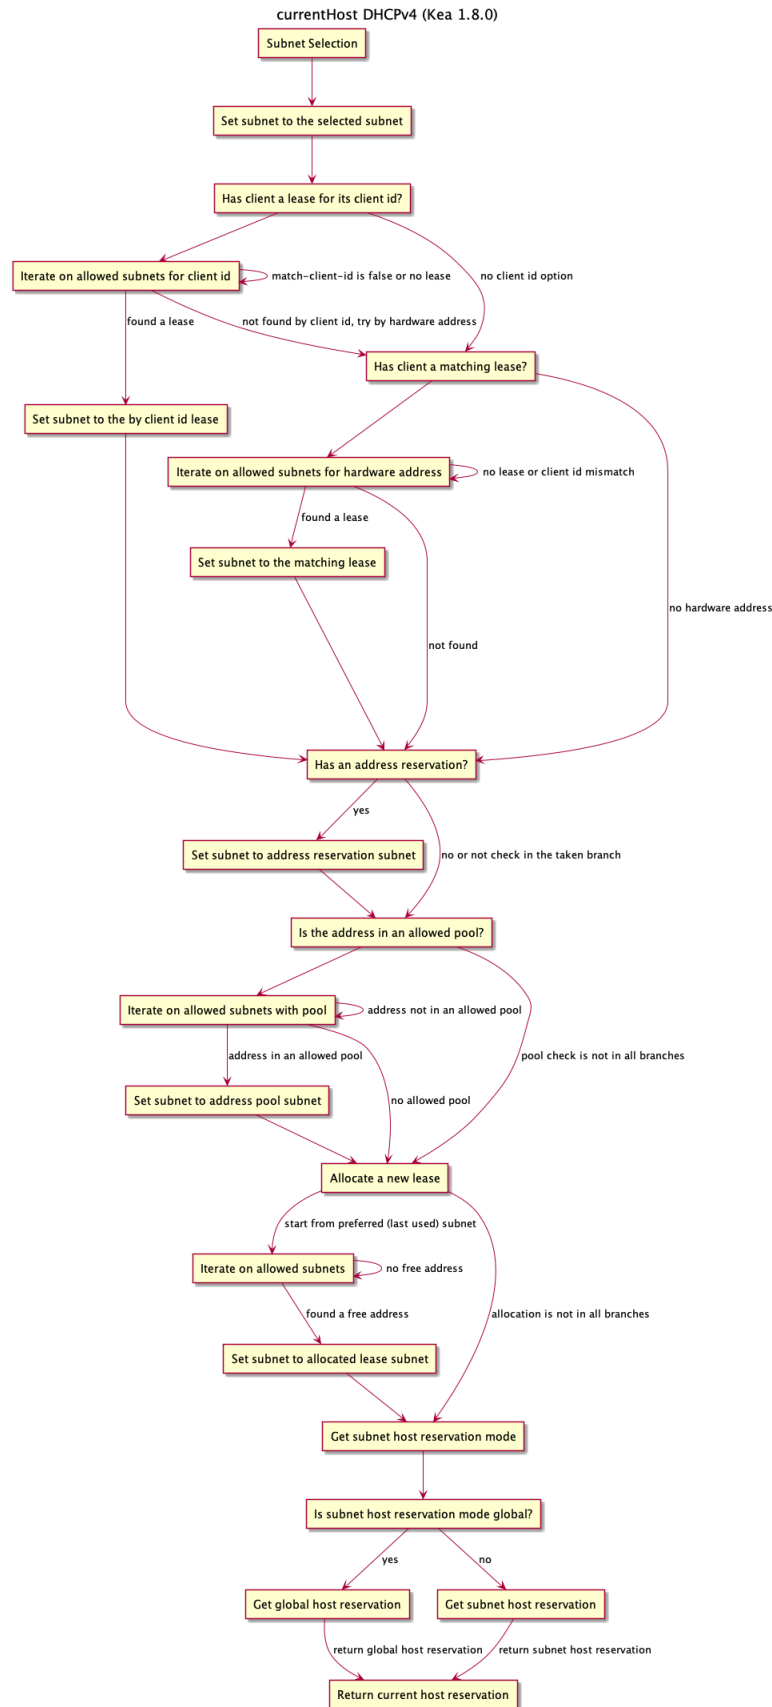 currentHost DHCPv4 (Kea 1.8.0)
Subnet Selection
Set subnet to the selected subnet
Has client a lease for its client id?
Iterate on allowed subnets for client id
match-client-id is false or no lease
no client id option
found a lease
not found by client id, try by hardware address
Has client a matching lease?
Set subnet to the by client id lease
Iterate on allowed subnets for hardware address
no lease or client id mismatch
found a lease
Set subnet to the matching lease
no hardware address
not found
Has an address reservation?
yes
Set subnet to address reservation subnet
no or not check in the taken branch
Is the address in an allowed pool?
Iterate on allowed subnets with pool
address not in an allowed pool
address in an allowed pool
pool check is not in all branches
Set subnet to address pool subnet
no allowed pool
Allocate a new lease
start from preferred (last used) subnet
Iterate on allowed subnets
no free address
found a free address
allocation is not in all branches
Set subnet to allocated lease subnet
Get subnet host reservation mode
Is subnet host reservation mode global?
yes
no
Get global host reservation
Get subnet host reservation
return global host reservation
return subnet host reservation
Return current host reservation